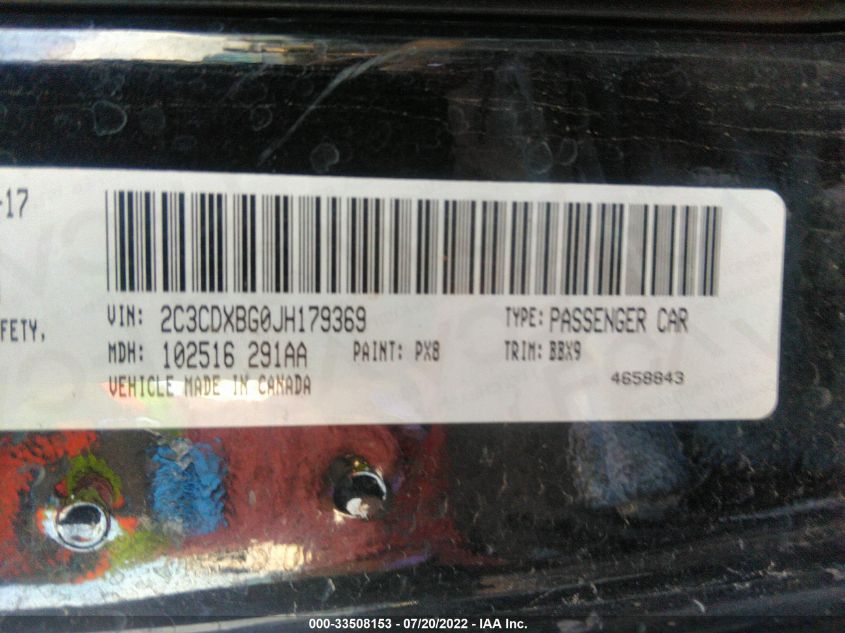 -17
VIN: 2C3CDXBG0JH179369 TYPE: PASSENGER CAR
FETY,
MDH: 102516 291AA PAINT: PX8 TRIM: BBX9
VEHICLE MADE IN CANADA 4658843
000-33508153 - 07/20/2022 - IAA Inc.